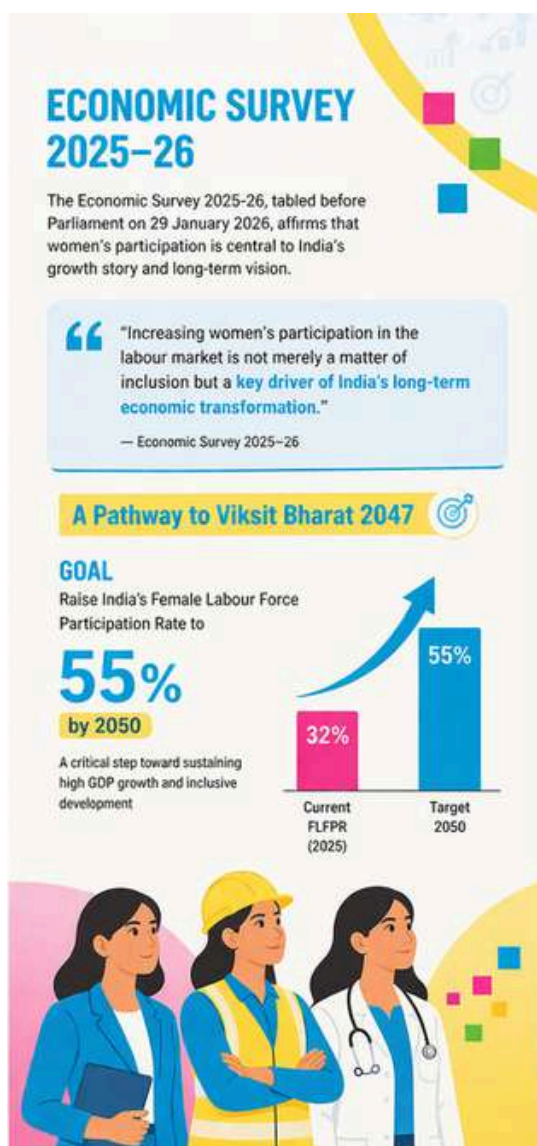 ECONOMIC SURVEY
2025–26
The Economic Survey 2025-26, tabled before
Parliament on 29 January 2026, affirms that
women's participation is central to India's
growth story and long-term vision.
“Increasing women's participation in the
labour market is not merely a matter of
inclusion but a key driver of India's long-term
economic transformation.”
— Economic Survey 2025–26
A Pathway to Viksit Bharat 2047
GOAL
Raise India's Female Labour Force
Participation Rate to
55%
by 2050
A critical step toward sustaining
high GDP growth and inclusive
development
32%
55%
Current
FLFPR
(2025)
Target
2050